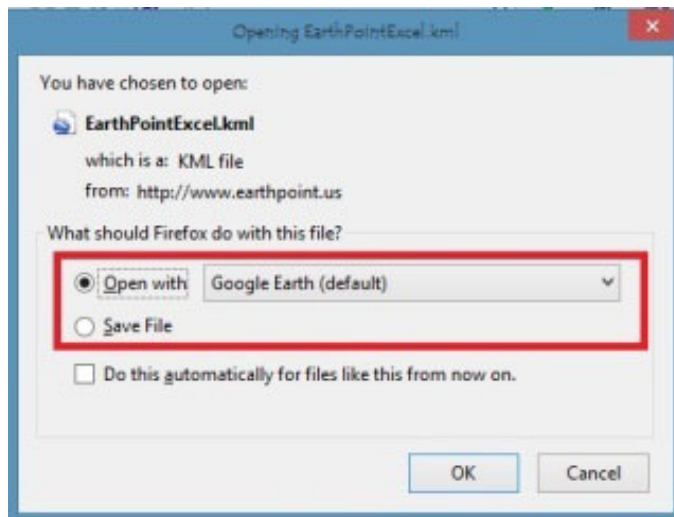 Opening EarthPointExcel.kml
You have chosen to open:
EarthPointExcel.kml
which is a: KML file
from: http://www.earthpoint.us
What should Firefox do with this file?
Open with Google Earth (default)
Save File
Do this automatically for files like this from now on.
OK Cancel